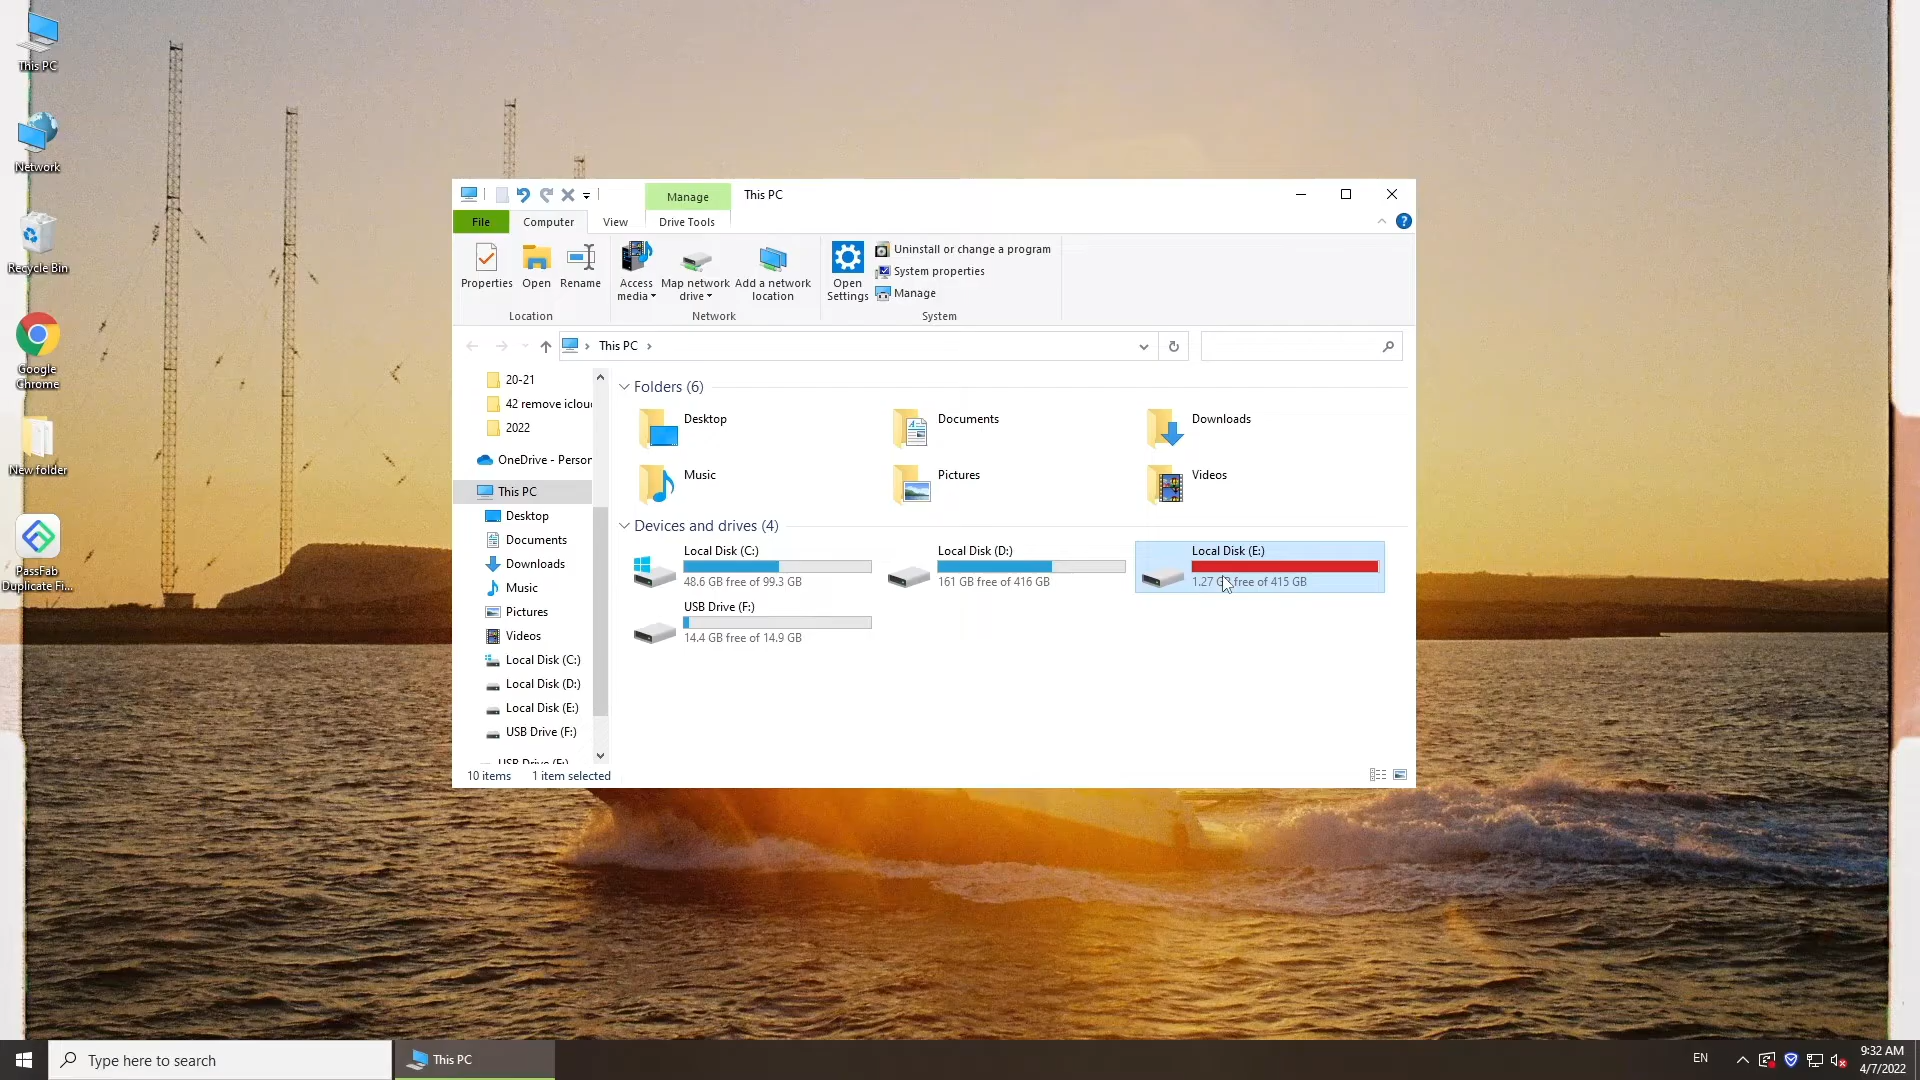 This PC
Network
Recycle Bin
Google
Chrome
New folder
PassFab
Duplicate Fi...
Manage
This PC
File
Computer
View
Drive Tools
Properties
Open
Rename
Access
media
Map network
drive
Add a network
location
Open
Settings
Uninstall or change a program
System properties
Manage
Location
Network
System
This PC
20-21
42 remove iclou
2022
OneDrive - Person
This PC
Desktop
Documents
Downloads
Music
Pictures
Videos
Local Disk (C:)
Local Disk (D:)
Local Disk (E:)
USB Drive (F:)
USB Drive (F:)
Folders (6)
Desktop
Documents
Downloads
Music
Pictures
Videos
Devices and drives (4)
Local Disk (C:)
48.6 GB free of 99.3 GB
Local Disk (D:)
161 GB free of 416 GB
Local Disk (E:)
1.27 GB free of 415 GB
USB Drive (F:)
14.4 GB free of 14.9 GB
10 items
1 item selected
Type here to search
This PC
EN
9:32 AM
4/7/2022